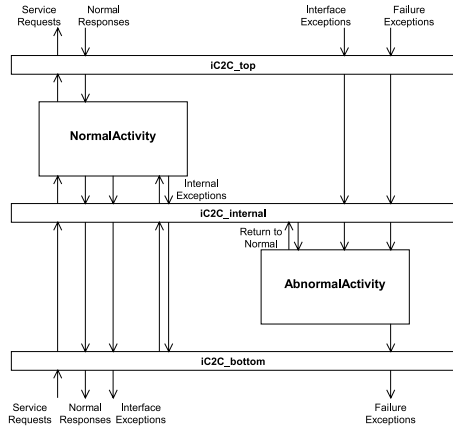 Service
Requests
Normal
Responses
Interface
Exceptions
Failure
Exceptions
iC2C_top
NormalActivity
Internal
Exceptions
iC2C_internal
Return to
Normal
AbnormalActivity
iC2C_bottom
Service
Requests
Normal
Responses
Interface
Exceptions
Failure
Exceptions